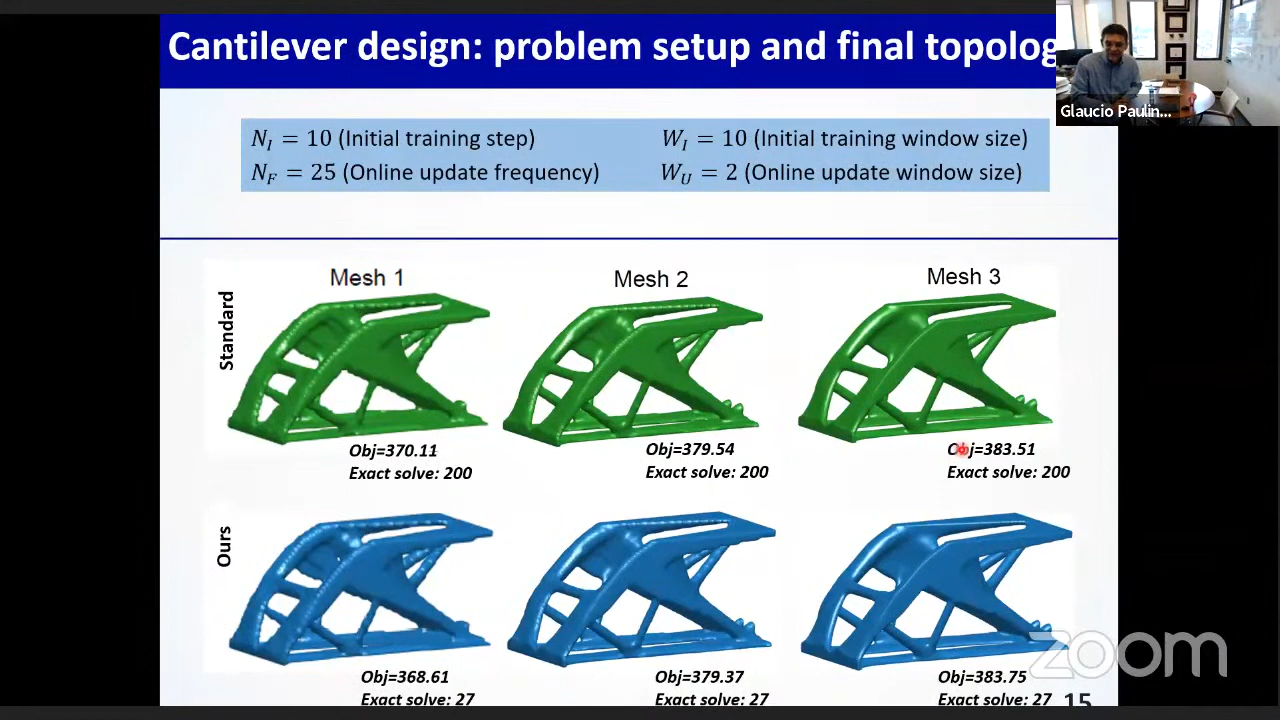 Cantilever design: problem setup and final topolog
Glaucio Paulin...
N_I = 10 (Initial training step)
W_I = 10 (Initial training window size)
N_F = 25 (Online update frequency)
W_U = 2 (Online update window size)
Mesh 1
Mesh 2
Mesh 3
Standard
Obj=370.11
Exact solve: 200
Obj=379.54
Exact solve: 200
Obj=383.51
Exact solve: 200
Ours
Obj=368.61
Exact solve: 27
Obj=379.37
Exact solve: 27
Obj=383.75
Exact solve: 27
zoom
15